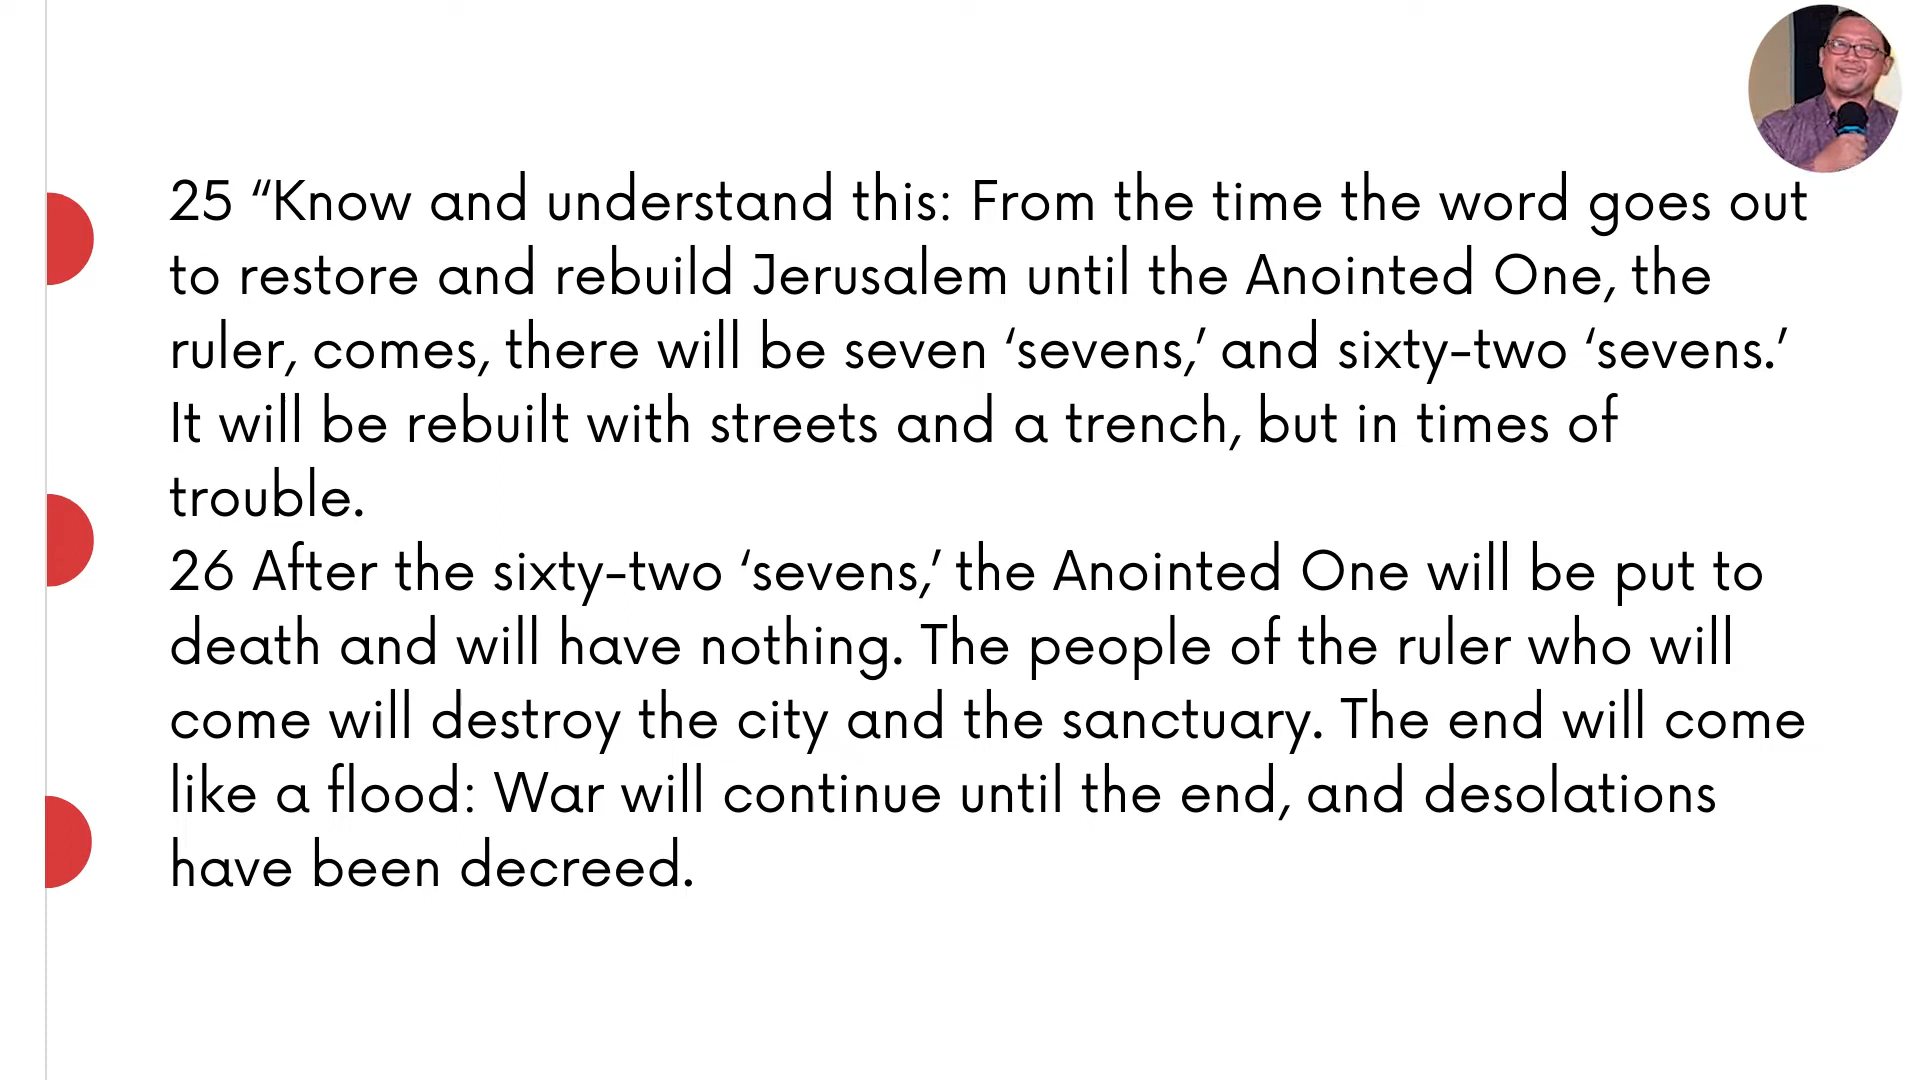 25 “Know and understand this: From the time the word goes out
to restore and rebuild Jerusalem until the Anointed One, the
ruler, comes, there will be seven ‘sevens,’ and sixty-two ‘sevens.’
It will be rebuilt with streets and a trench, but in times of
trouble.
26 After the sixty-two ‘sevens,’ the Anointed One will be put to
death and will have nothing. The people of the ruler who will
come will destroy the city and the sanctuary. The end will come
like a flood: War will continue until the end, and desolations
have been decreed.